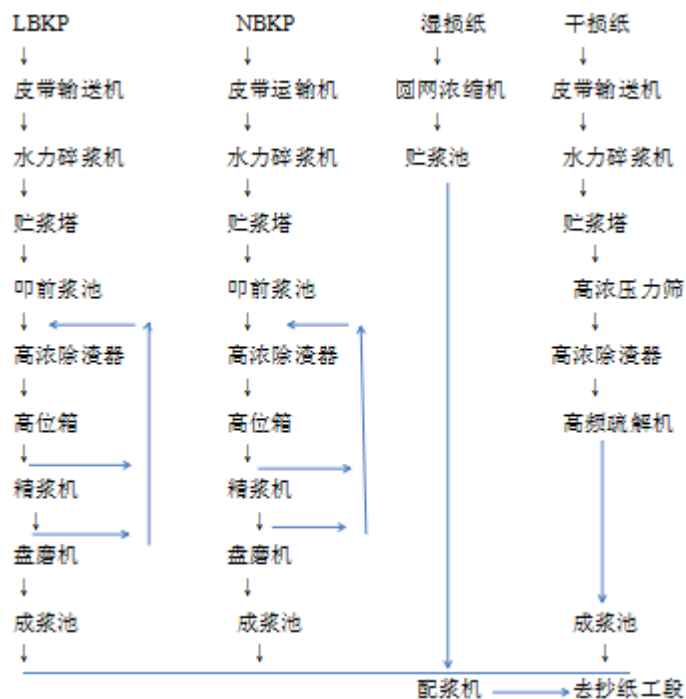 LBKP NBKP 湿损纸 干损纸
皮带输送机 皮带运输机 圆网浓缩机 皮带输送机
水力碎浆机 水力碎浆机 贮浆池 水力碎浆机
贮浆塔 贮浆塔 贮浆塔
叩前浆池 叩前浆池 高浓压力筛
高浓除渣器 高浓除渣器 高浓除渣器
高位箱 高位箱 高频疏解机
精浆机 精浆机
盘磨机 盘磨机
成浆池 成浆池 成浆池
配浆机 去抄纸工段